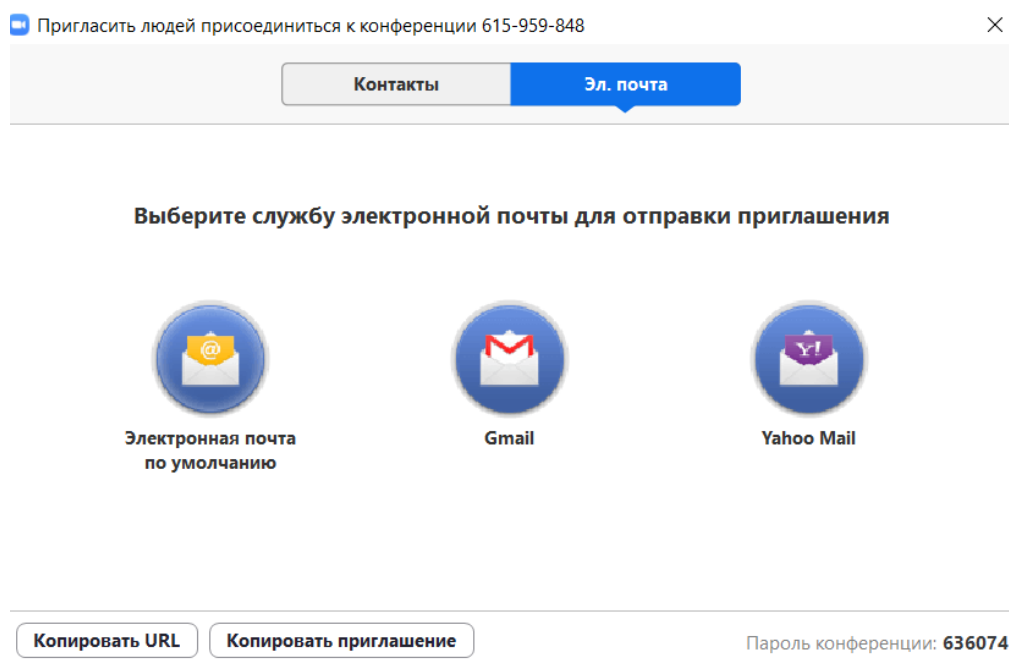 Пригласить людей присоединиться к конференции 615-959-848
Контакты
Эл. почта
Выберите службу электронной почты для отправки приглашения
@
Y!
Электронная почта
по умолчанию
Gmail
Yahoo Mail
Копировать URL
Копировать приглашение
Пароль конференции: 636074